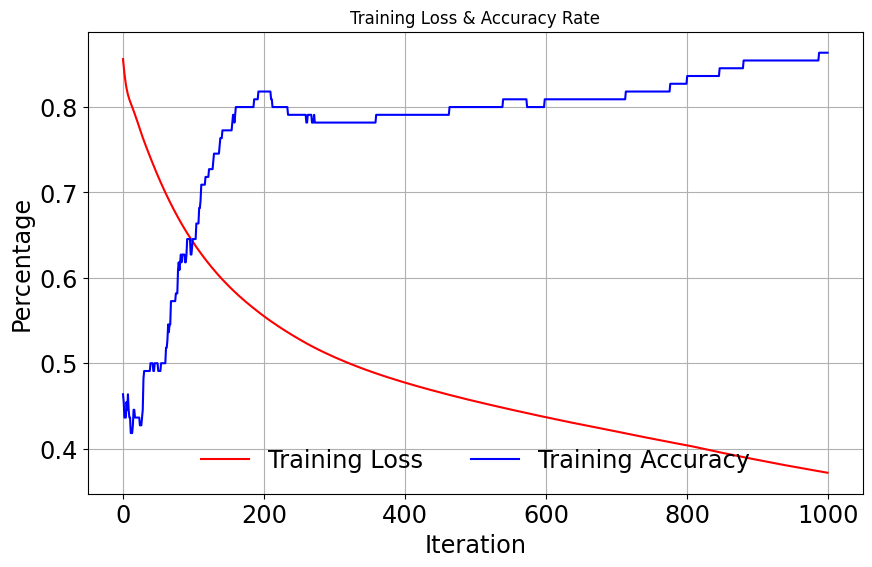 Training Loss & Accuracy Rate
0.8
0.7
0.6
0.5
0.4
Percentage
Training Loss Training Accuracy
0 200 400 600 800 1000
Iteration